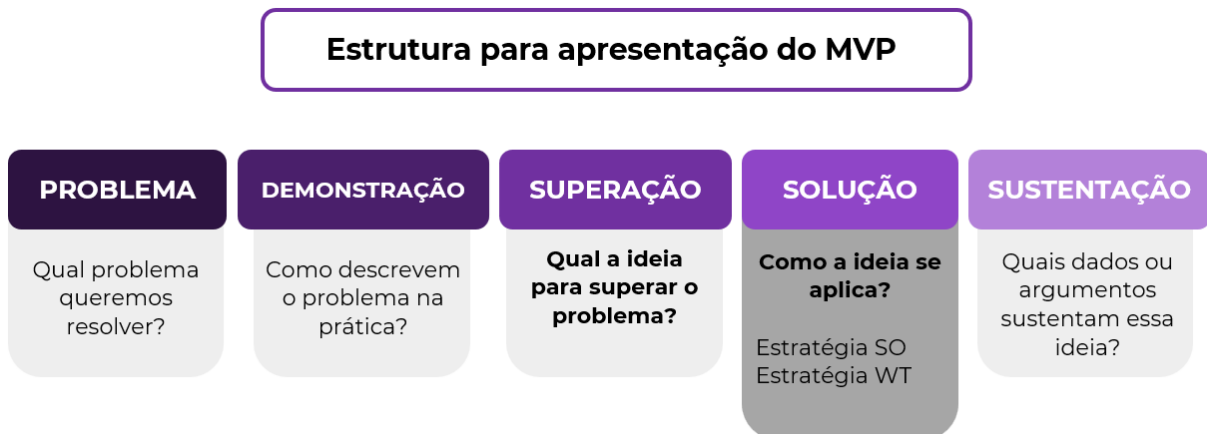 Estrutura para apresentação do MVP
PROBLEMA
Qual problema
queremos
resolver?
DEMONSTRAÇÃO
Como descrevem
o problema na
prática?
SUPERAÇÃO
Qual a ideia
para superar o
problema?
SOLUÇÃO
Como a ideia se
aplica?
Estratégia SO
Estratégia WT
SUSTENTAÇÃO
Quais dados ou
argumentos
sustentam essa
ideia?